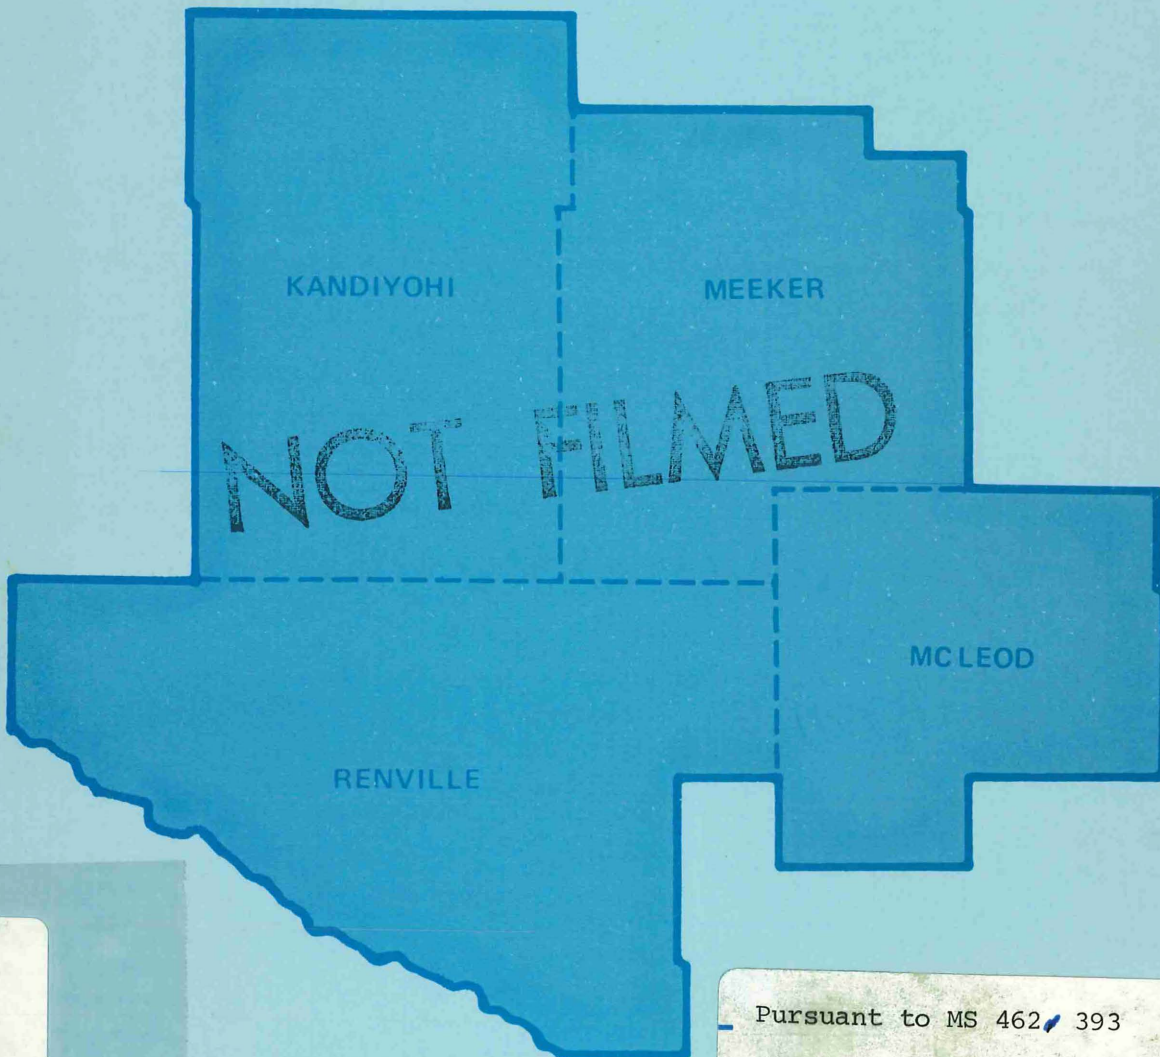 KANDIYOHI
MEEKER
NOT FILMED
MCLEOD
RENVILLE
Pursuant to MS 462, 393